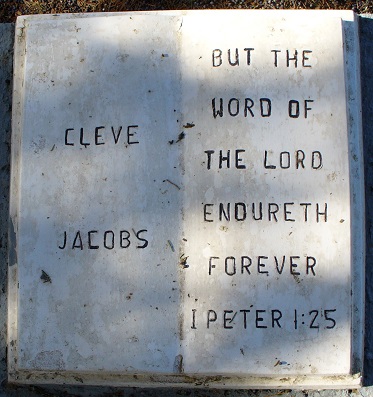 CLEVE
JACOBS
BUT THE
WORD OF
THE LORD
ENDURETH
FOREVER
I PETER 1:25